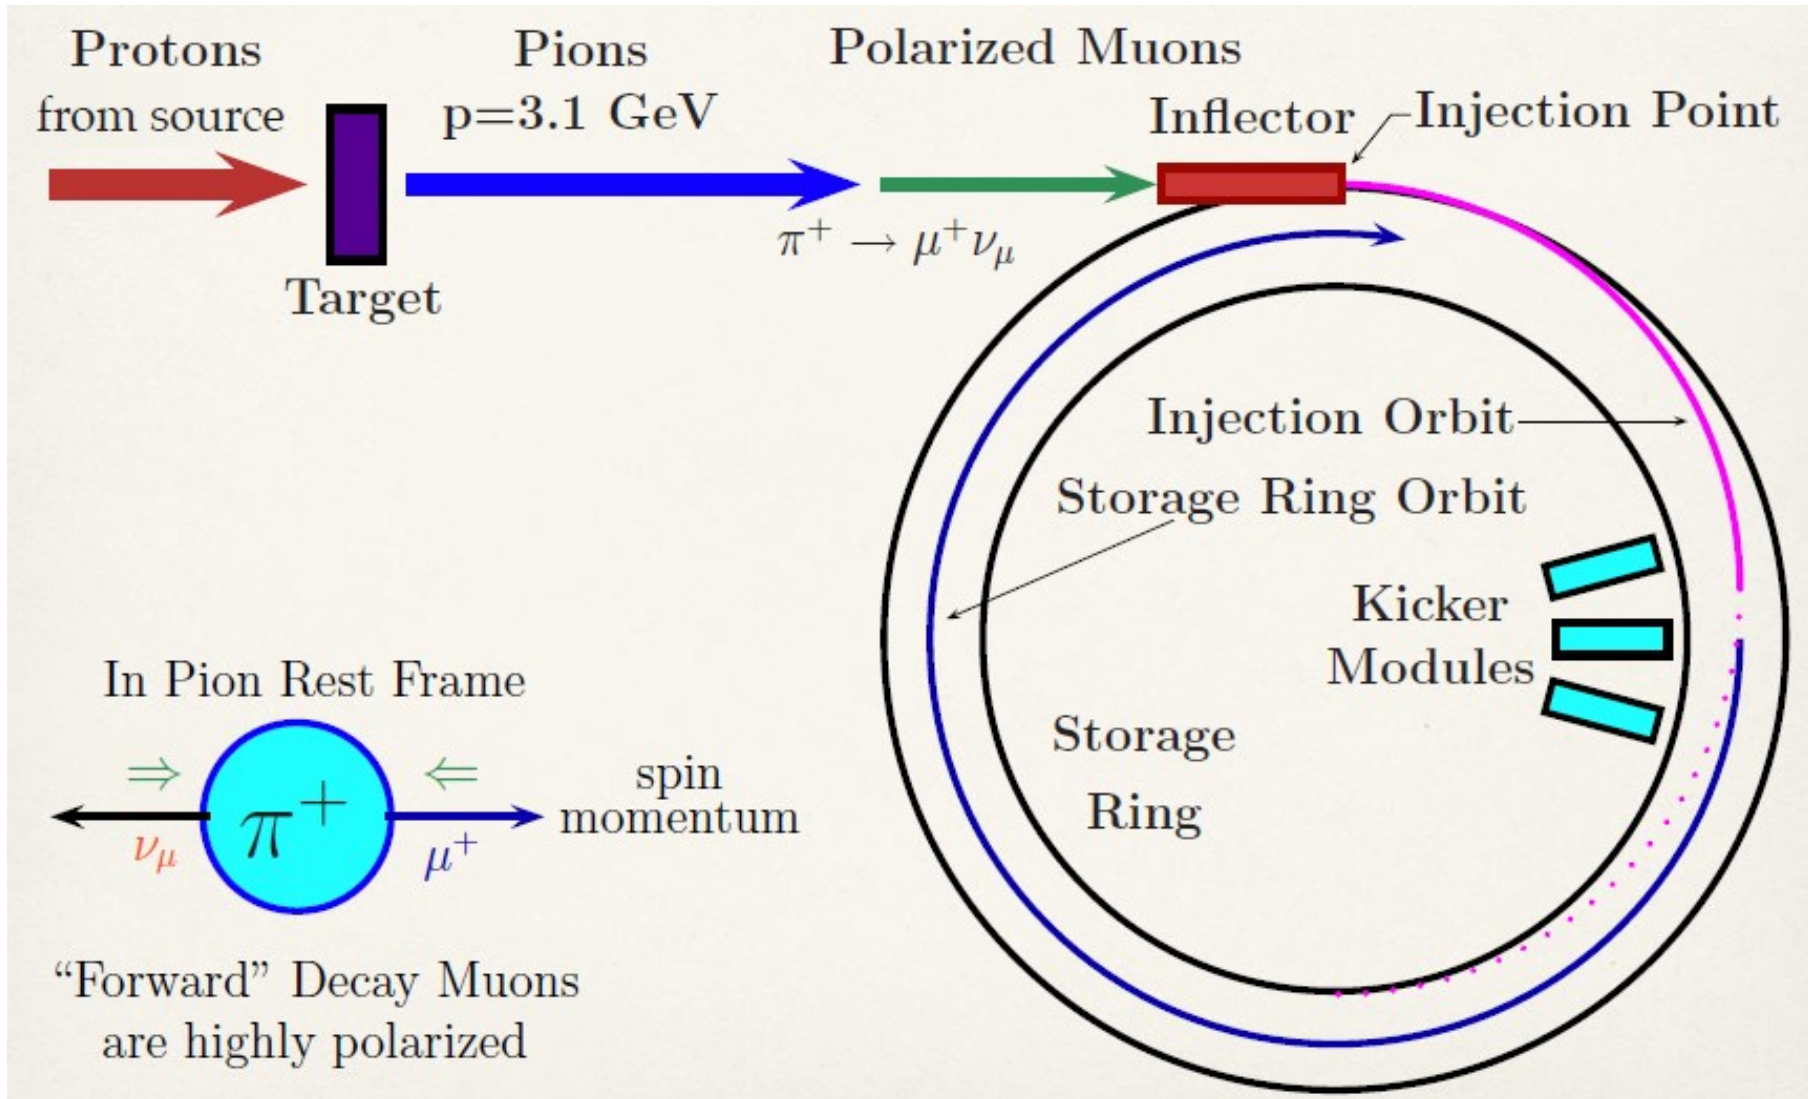 Protons
from source
Pions
p=3.1 GeV
Polarized Muons
Inflector
Injection Point
π⁺ → μ⁺ν_μ
Target
Injection Orbit
Storage Ring Orbit
Kicker
Modules
Storage
Ring
In Pion Rest Frame
⇒ ⇐ spin
π⁺
momentum
ν_μ μ⁺
“Forward” Decay Muons
are highly polarized